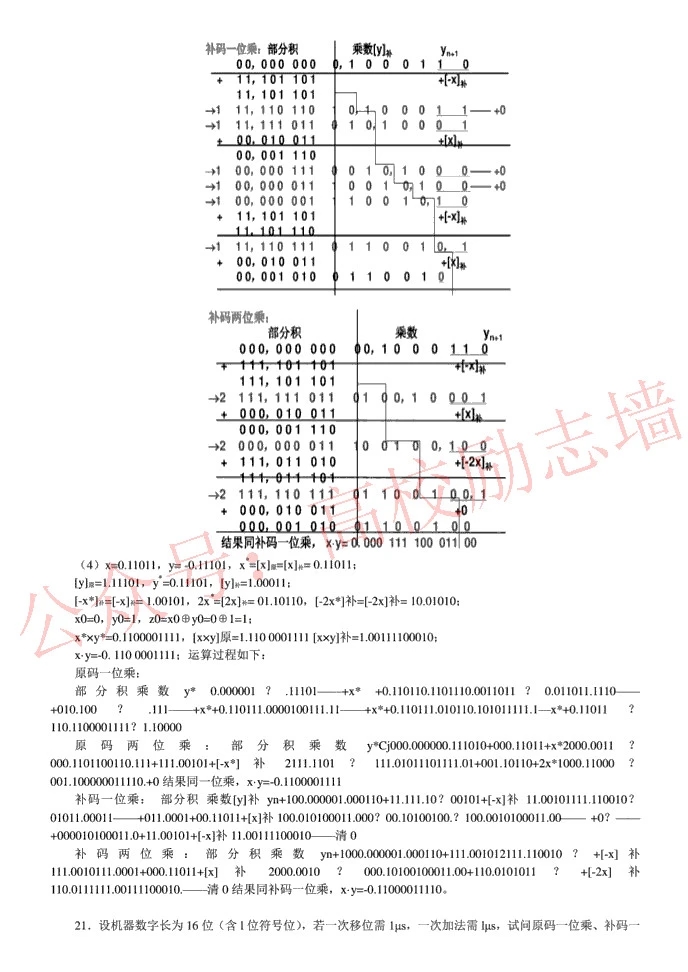 补码一位乘：部分积 乘数[y]补 yn+1
00，000 000 0，1 0 0 0 1 1 0
+ 11，101 101 +[-x]补
11，101 101
→1 11，110 110 1 0，1 0 0 0 1 1 —— +0
→1 11，111 011 0 1 0，1 0 0 0 1
+ 00，010 011 +[x]补
00，001 110
→1 00，000 111 0 0 1 0，1 0 0 0 —— +0
→1 00，000 011 1 0 0 1 0，1 0 0 —— +0
→1 00，000 001 1 1 0 0 1 0，1 0
+ 11，101 101 +[-x]补
11，101 110
→1 11，110 111 0 1 1 0 0 1 0，1
+ 00，010 011 +[x]补
00，001 010 0 1 1 0 0 1 0
补码两位乘：
部分积 乘数 yn+1
000，000 000 00，1 0 0 0 1 1 0
+ 111，101 101 +[-x]补
111，101 101
→2 111，111 011 01 0 0，1 0 0 0 1
+ 000，010 011 +[x]补
000，001 110
→2 000，000 011 10 0 1 0 0，1 0 0
+ 111，011 010 +[-2x]补
111，011 101
→2 111，110 111 01 1 0 0 1 0 0，1
+ 000，010 011 +0
000，001 010 01 1 0 0 1 0 0
结果同补码一位乘，x·y= 0. 000 111 100 011 00
（4）x=0.11011，y= -0.11101，x*=[x]原=[x]补= 0.11011；
[y]原=1.11101，y*=0.11101，[y]补=1.00011；
[-x*]补=[-x]补= 1.00101，2x*=[2x]补= 01.10110，[-2x*]补=[-2x]补= 10.01010；
x0=0，y0=1，z0=x0⊕y0=0⊕1=1；
x*×y*=0.1100001111，[x×y]原=1.110 0001111 [x×y]补=1.00111100010；
x·y=-0. 110 0001111；运算过程如下：
原码一位乘：
部分积乘数 y* 0.000001？.11101——+x* +0.110110.1101110.0011011？0.011011.1110——
+010.100？.111——+x*+0.110111.0000100111.11——+x*+0.110111.010110.101011111.1—x*+0.11011？
110.1100001111？1.10000
原码两位乘：部分积乘数 y*Cj000.000000.111010+000.11011+x*2000.0011？
000.1101100110.111+111.00101+[-x*]补 2111.1101？111.01011101111.01+001.10110+2x*1000.11000？
001.100000011110.+0 结果同一位乘，x·y=-0.1100001111
补码一位乘： 部分积 乘数[y]补 yn+100.000001.000110+11.111.10？00101+[-x]补 11.00101111.110010？
01011.00011——+011.0001+00.11011+[x]补 100.010100011.000？00.10100100.？100.0010100011.00—— +0？——
+000010100011.0+11.00101+[-x]补 11.00111100010——清 0
补码两位乘：部分积乘数 yn+1000.000001.000110+111.001012111.110010？+[-x]补
111.0010111.0001+000.11011+[x]补 2000.0010？000.10100100011.00+110.0101011？+[-2x]补
110.0111111.00111100010.——清 0 结果同补码一位乘，x·y=-0.11000011110。
21．设机器数字长为 16 位（含 1 位符号位），若一次移位需 1μs，一次加法需 1μs，试问原码一位乘、补码一
公众号：高校励志墙